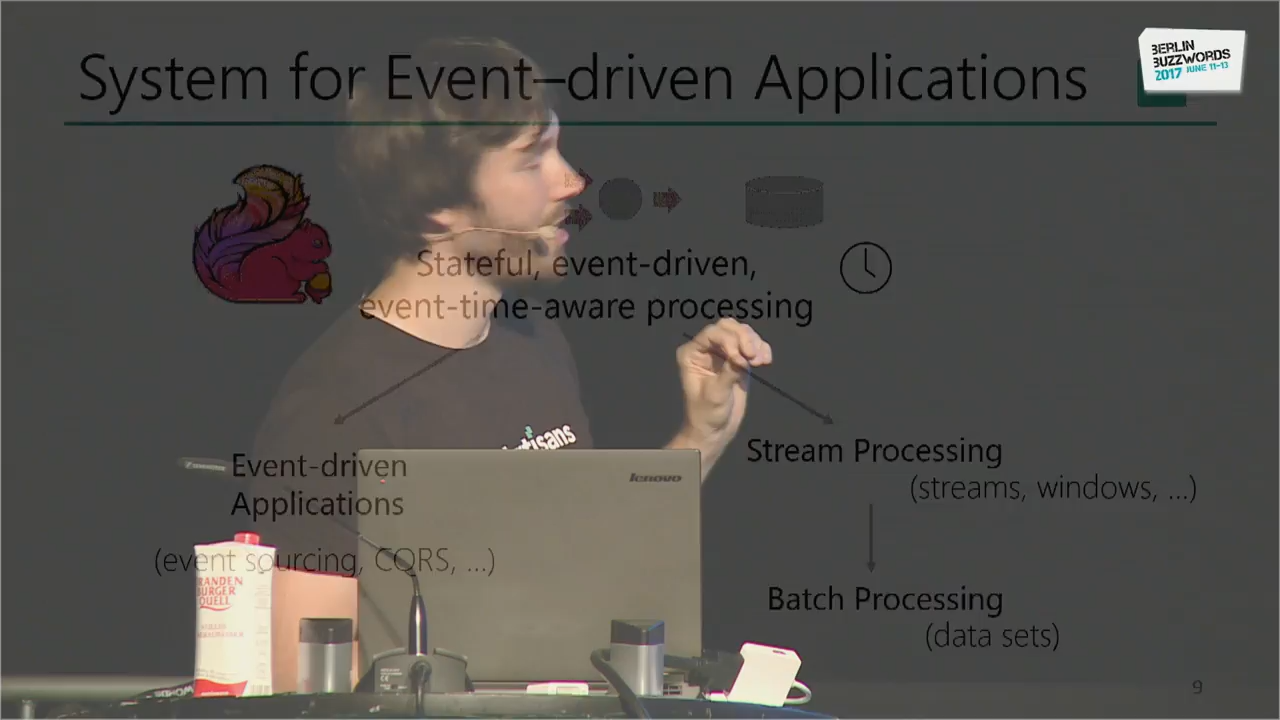 BERLIN
BUZZWORDS
2017 JUNE 11-13
System for Event–driven Applications
Stateful, event-driven,
event-time-aware processing
Event-driven
Applications
(event sourcing, CQRS, ...)
Stream Processing
(streams, windows, ...)
Batch Processing
(data sets)
lenovo
BRANDEN
BURGER
QUELL
9